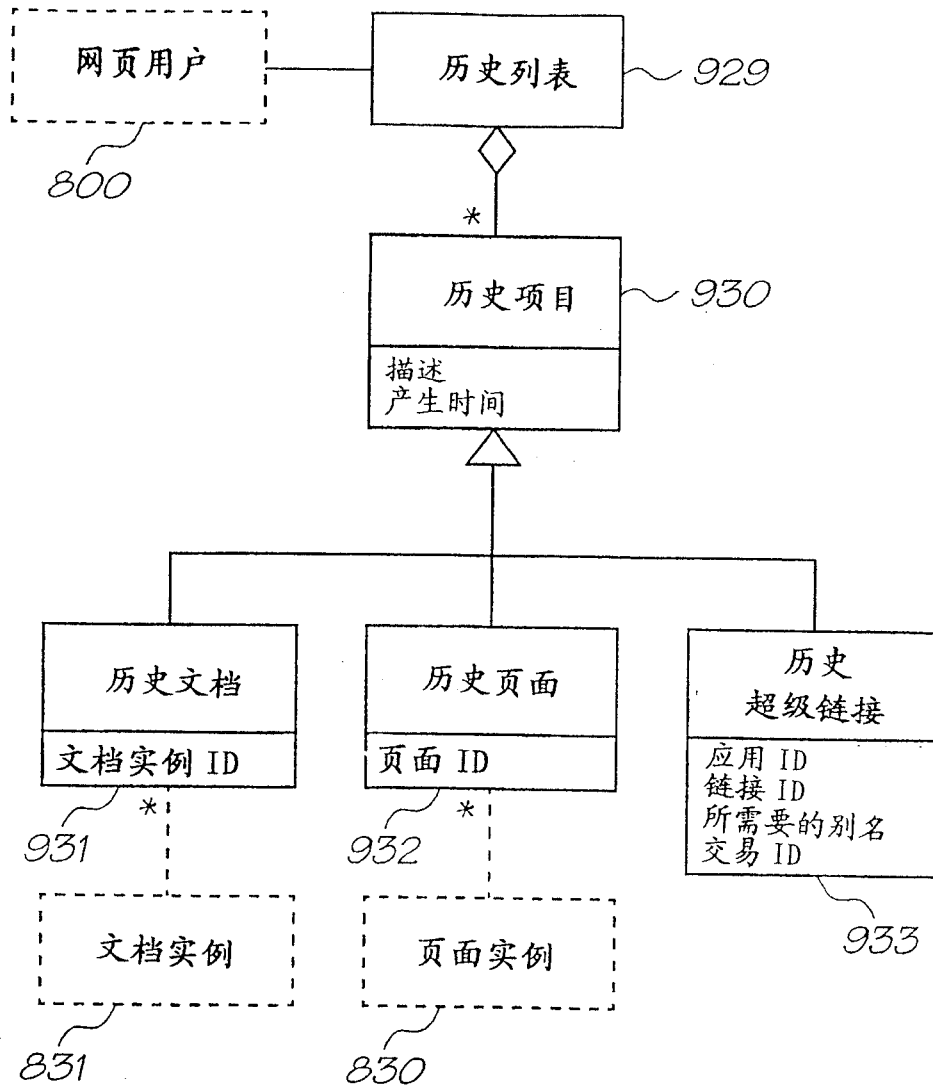 网页用户
历史列表
929
800
*
历史项目
930
描述
产生时间
历史文档
历史页面
历史
超级链接
文档实例 ID
页面 ID
应用 ID
链接 ID
所需要的别名
交易 ID
*
*
931
932
933
文档实例
页面实例
831
830